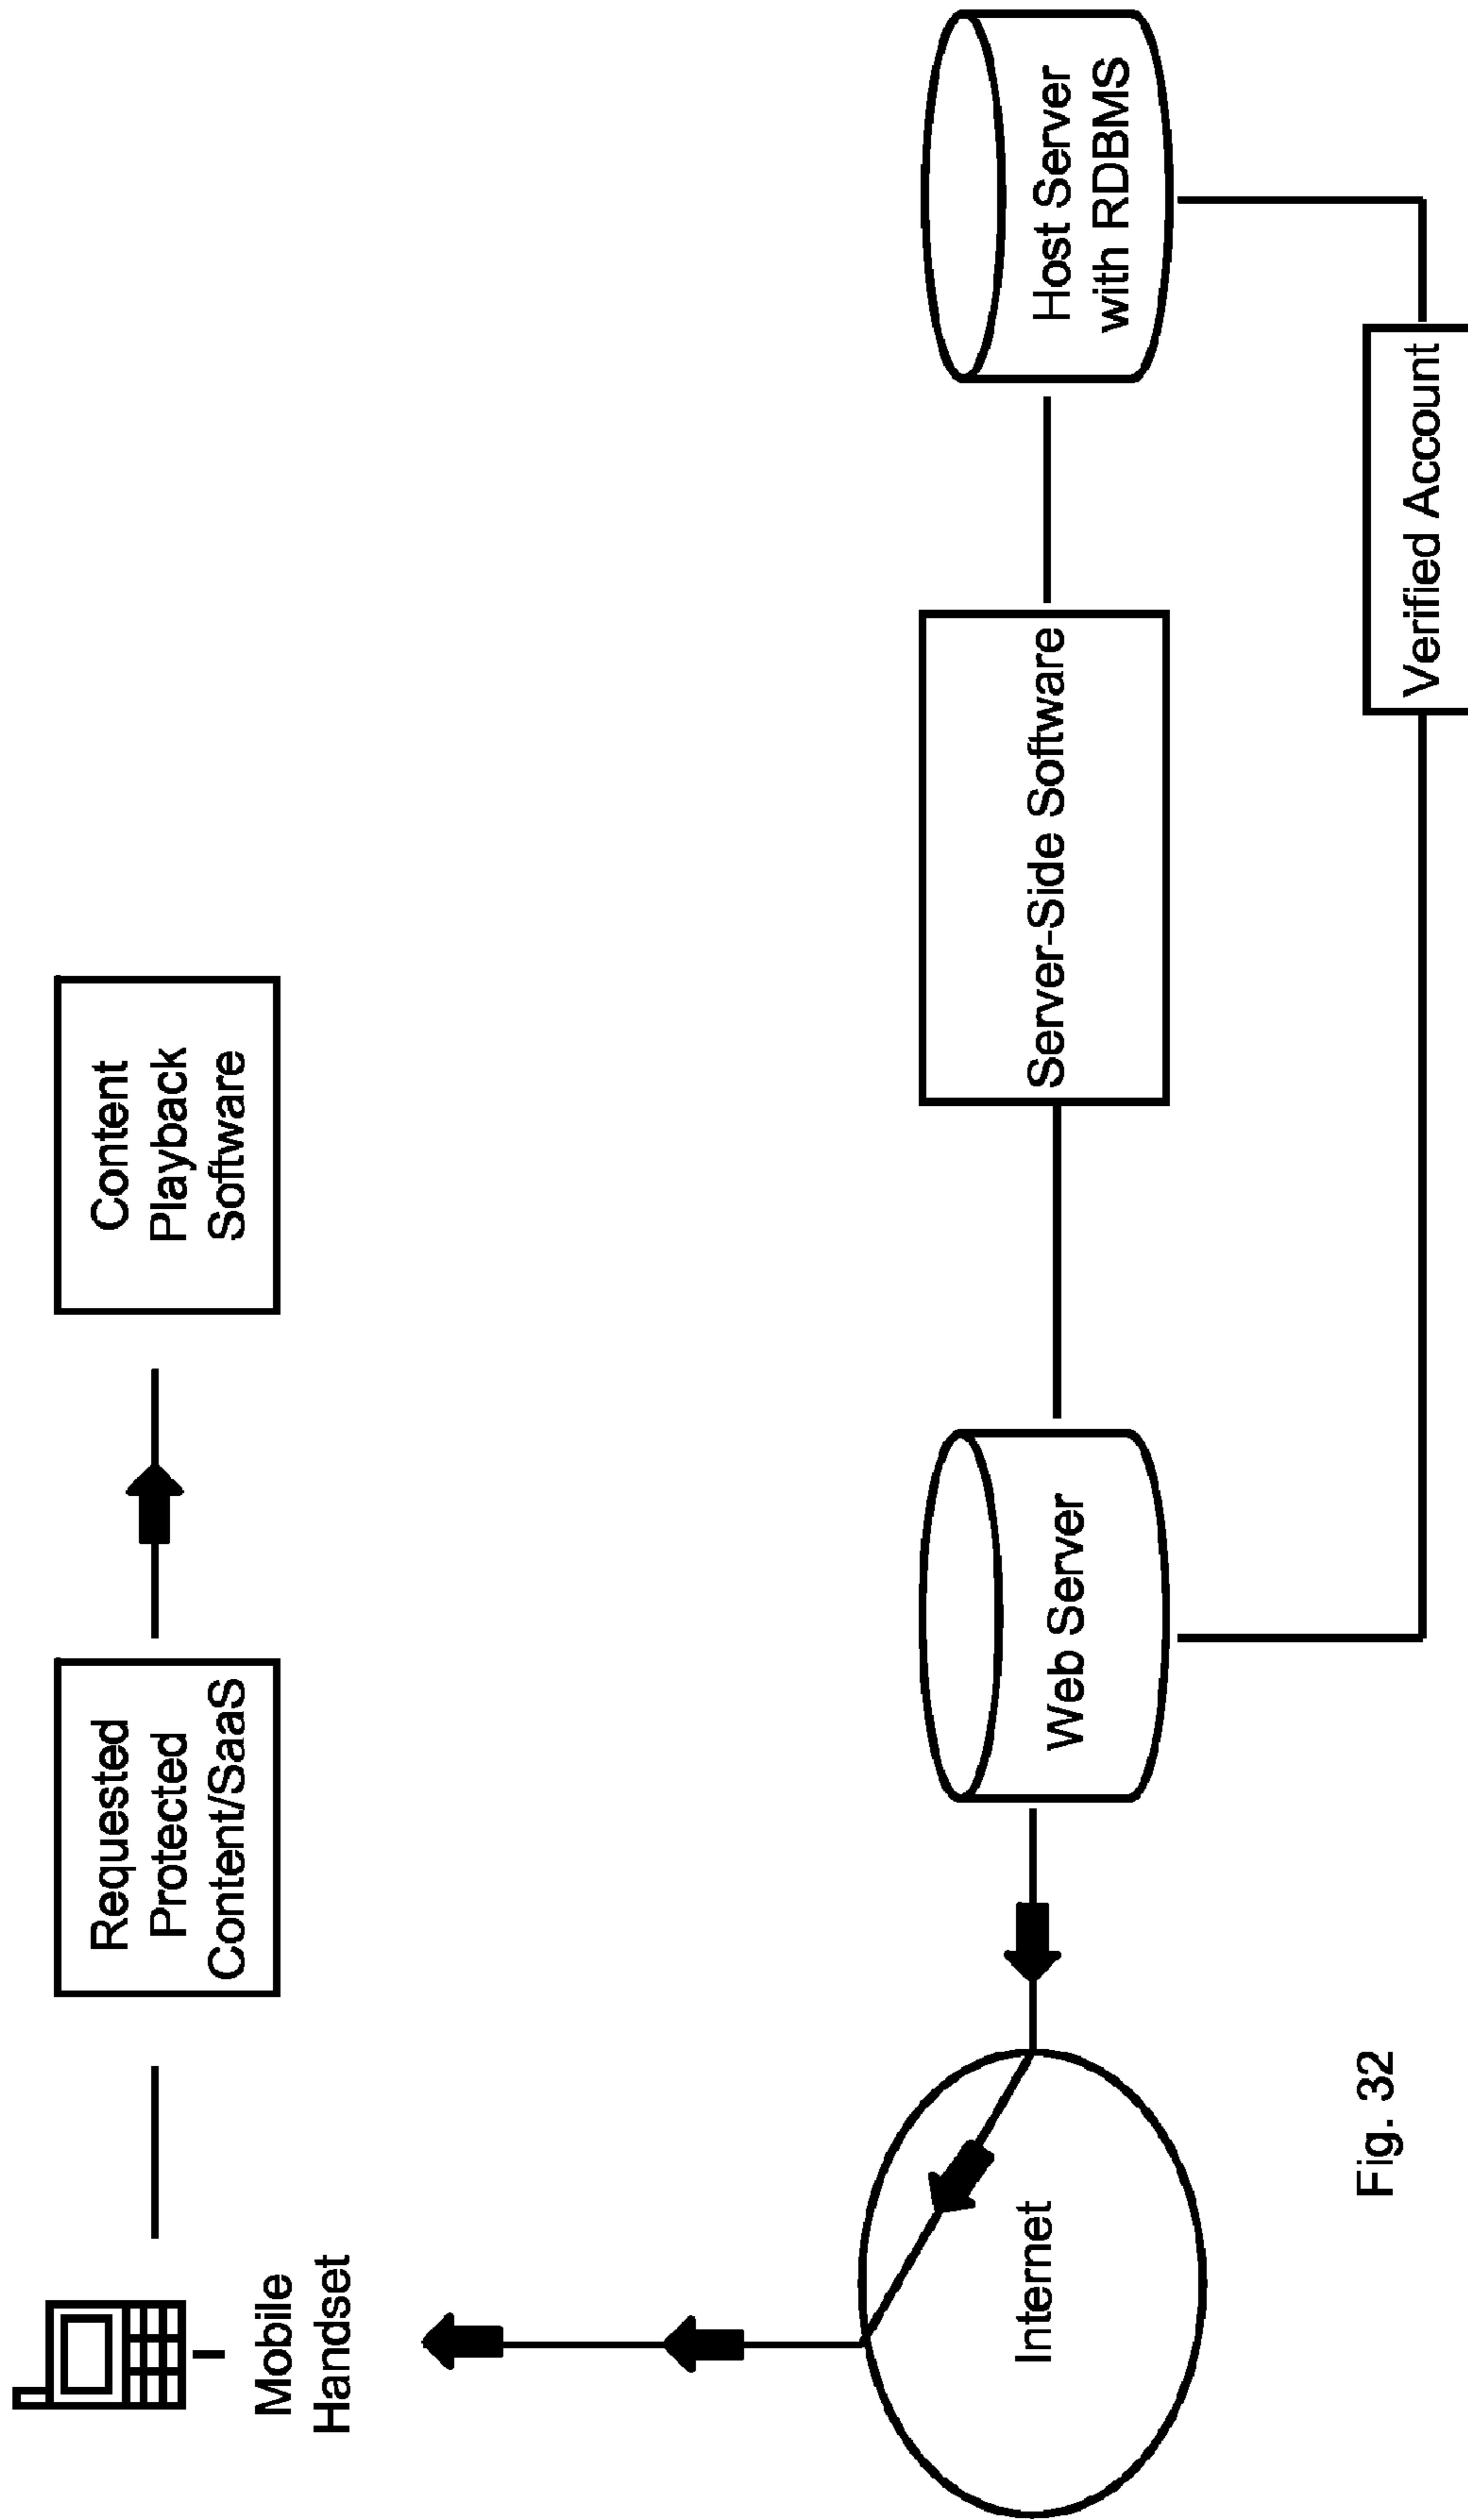 Mobile
Handset
Requested
Protected
Content/SaaS
Content
Playback
Software
Internet
Web Server
Server-Side Software
Host Server
with RDBMS
Verified Account
Fig. 32